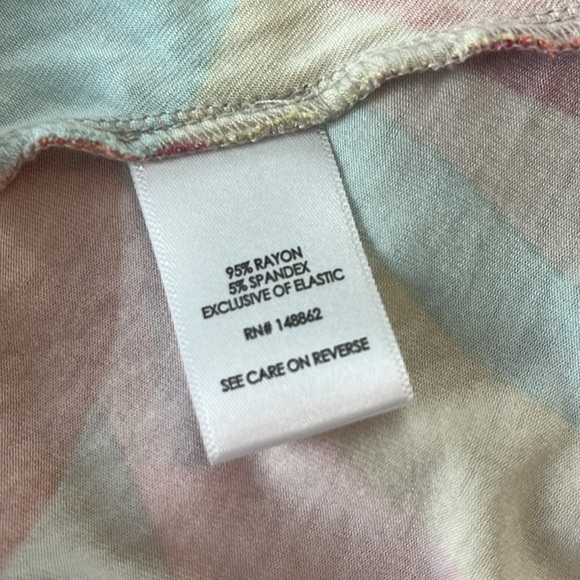 95% RAYON
5% SPANDEX
EXCLUSIVE OF ELASTIC
RN# 148862
SEE CARE ON REVERSE